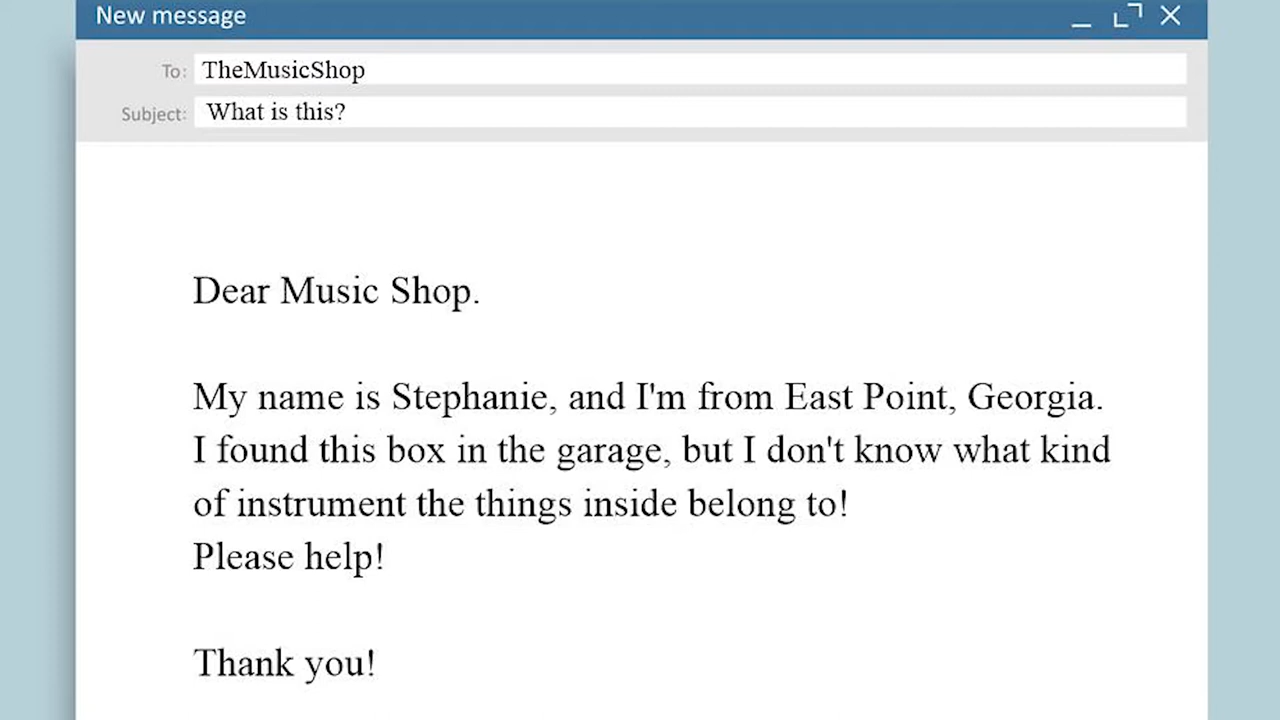 New message
To: TheMusicShop
Subject: What is this?
Dear Music Shop.
My name is Stephanie, and I'm from East Point, Georgia.
I found this box in the garage, but I don't know what kind
of instrument the things inside belong to!
Please help!
Thank you!